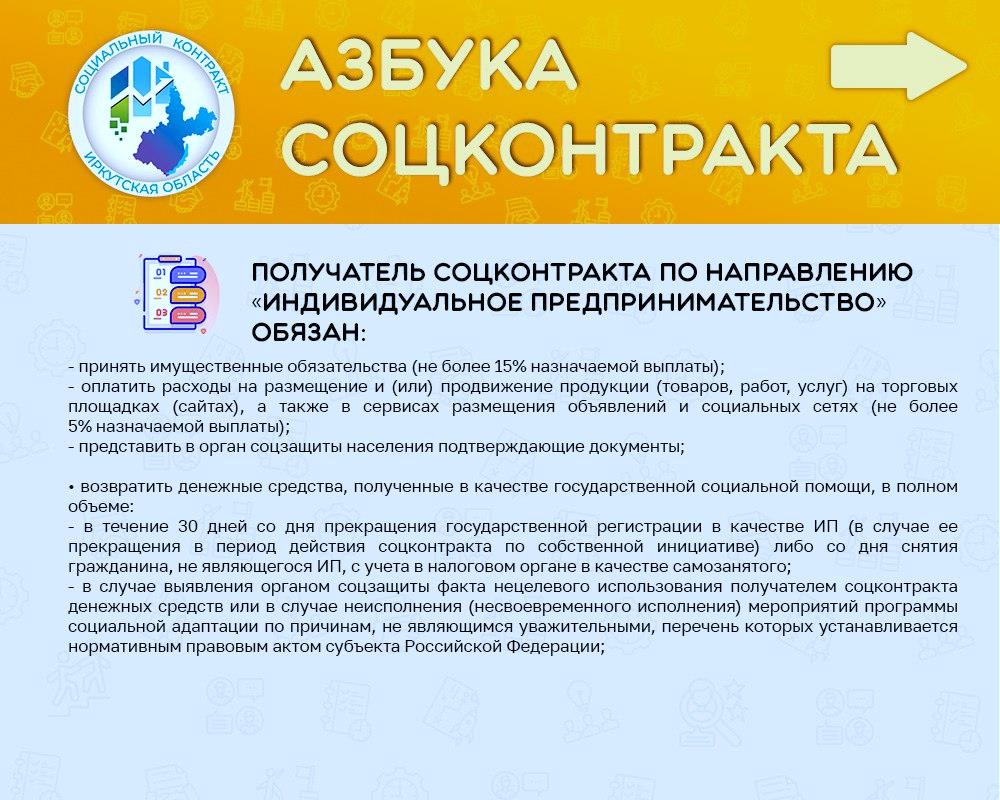 СОЦИАЛЬНЫЙ КОНТРАКТ
ИРКУТСКАЯ ОБЛАСТЬ
АЗБУКА
СОЦКОНТРАКТА
01
02
03
ПОЛУЧАТЕЛЬ СОЦКОНТРАКТА ПО НАПРАВЛЕНИЮ
«ИНДИВИДУАЛЬНОЕ ПРЕДПРИНИМАТЕЛЬСТВО»
ОБЯЗАН:
- принять имущественные обязательства (не более 15% назначаемой выплаты);
- оплатить расходы на размещение и (или) продвижение продукции (товаров, работ, услуг) на торговых
площадках (сайтах), а также в сервисах размещения объявлений и социальных сетях (не более
5% назначаемой выплаты);
- представить в орган соцзащиты населения подтверждающие документы;
• возвратить денежные средства, полученные в качестве государственной социальной помощи, в полном
объеме:
- в течение 30 дней со дня прекращения государственной регистрации в качестве ИП (в случае ее
прекращения в период действия соцконтракта по собственной инициативе) либо со дня снятия
гражданина, не являющегося ИП, с учета в налоговом органе в качестве самозанятого;
- в случае выявления органом соцзащиты факта нецелевого использования получателем соцконтракта
денежных средств или в случае неисполнения (несвоевременного исполнения) мероприятий программы
социальной адаптации по причинам, не являющимся уважительными, перечень которых устанавливается
нормативным правовым актом субъекта Российской Федерации;